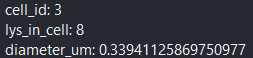 cell_id: 3
lys_in_cell: 8
diameter_um: 0.33941125869750977